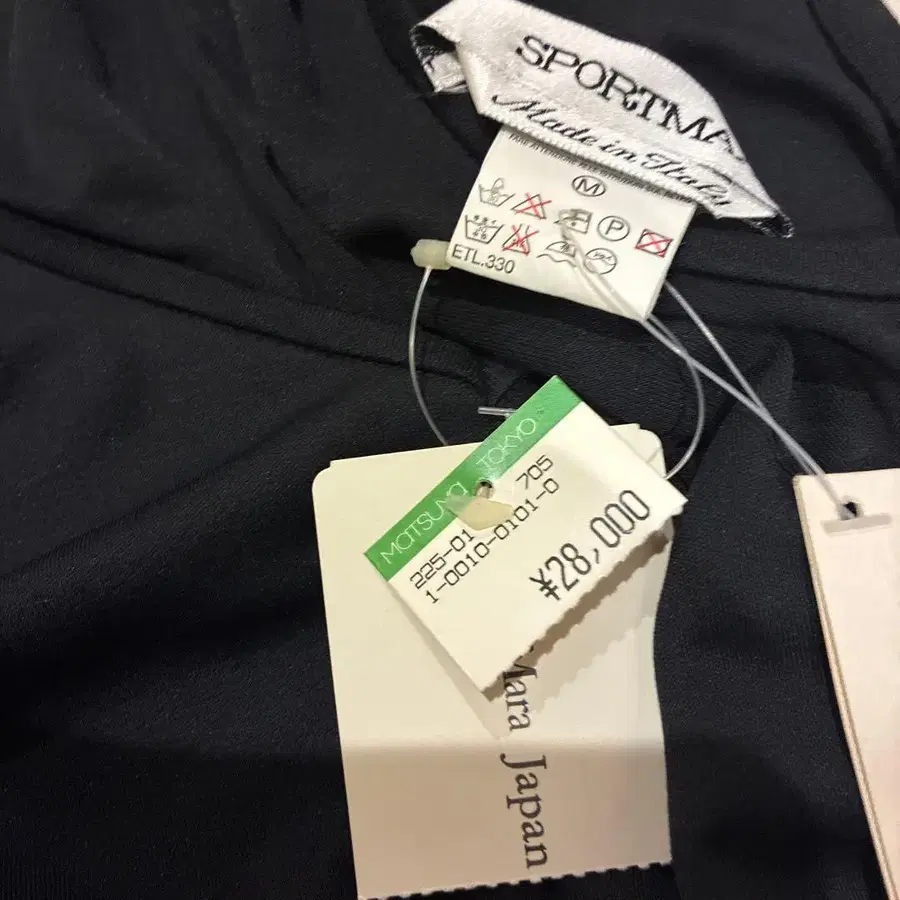 SPORTMA
Made in Italy
M
P
ETL.330
MATSUYA TOKYO
225-01 705
1-0010-0101-0
¥28,000
Mara Japan